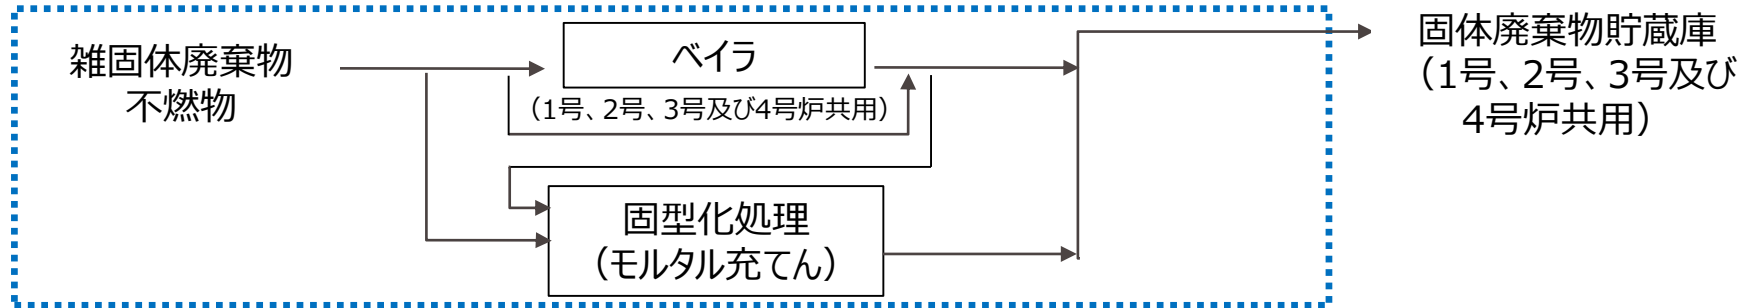 雑固体廃棄物
不燃物
ベイラ
（1号、2号、3号及び4号炉共用）
固型化処理
（モルタル充てん）
固体廃棄物貯蔵庫
（1号、2号、3号及び
4号炉共用）